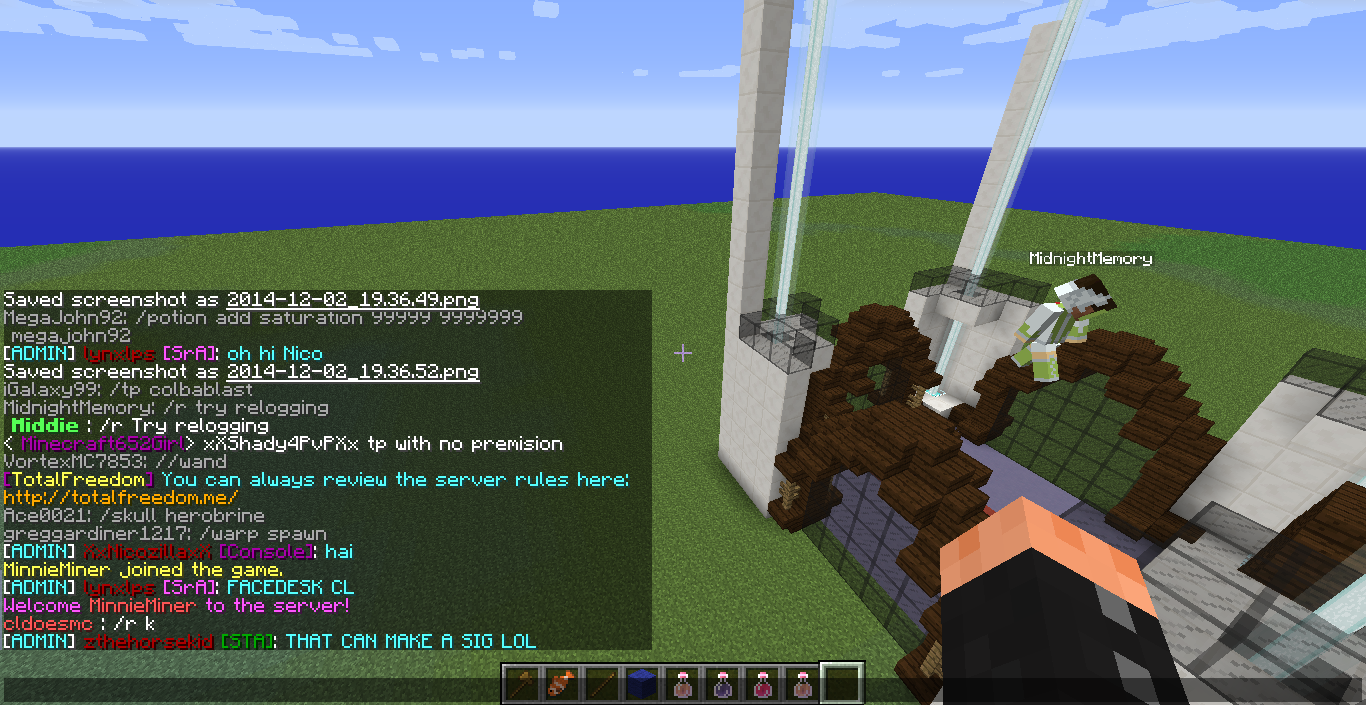 MidnightMemory
Saved screenshot as 2014-12-02_19.36.49.png
MegaJohn92: /potion add saturation 99999 9999999
megajohn92
[ADMIN] lynxlps [SrA]: oh hi Nico
Saved screenshot as 2014-12-02_19.36.52.png
iGalaxy99: /tp colbablast
MidnightMemory: /r try relogging
Middie : /r Try relogging
< Minecraft652Girl> xXShady4PvPXx tp with no premision
VortexMC7853: //wand
[TotalFreedom] You can always review the server rules here:
http://totalfreedom.me/
Ace0021: /skull herobrine
greggardiner1217: /warp spawn
[ADMIN] XxNicozillaxX [Console]: hai
MinnieMiner joined the game.
[ADMIN] lynxlps [SrA]: FACEDESK CL
Welcome MinnieMiner to the server!
cldoesmc : /r k
[ADMIN] zthehorsekid [STA]: THAT CAN MAKE A SIG LOL